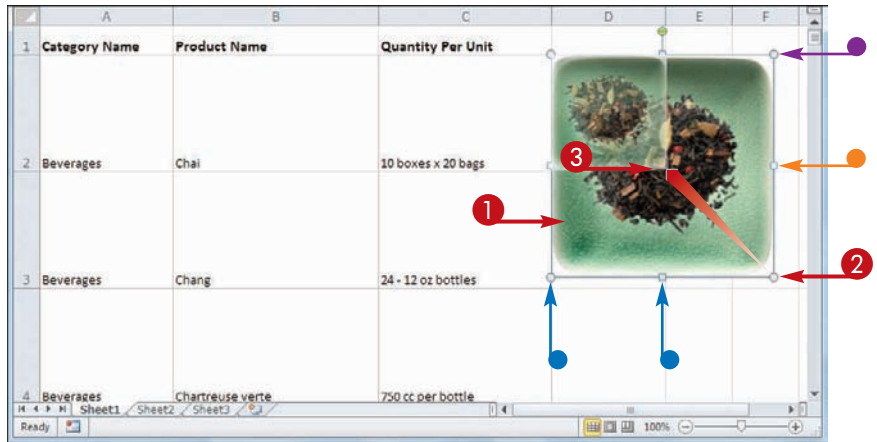 A B C D E F
1 Category Name Product Name Quantity Per Unit
2 Beverages Chai 10 boxes x 20 bags
3
1
3 Beverages Chang 24 - 12 oz bottles
2
4 Beverages Chartreuse verte 750 cc per bottle
Sheet1 Sheet2 Sheet3
Ready 100%